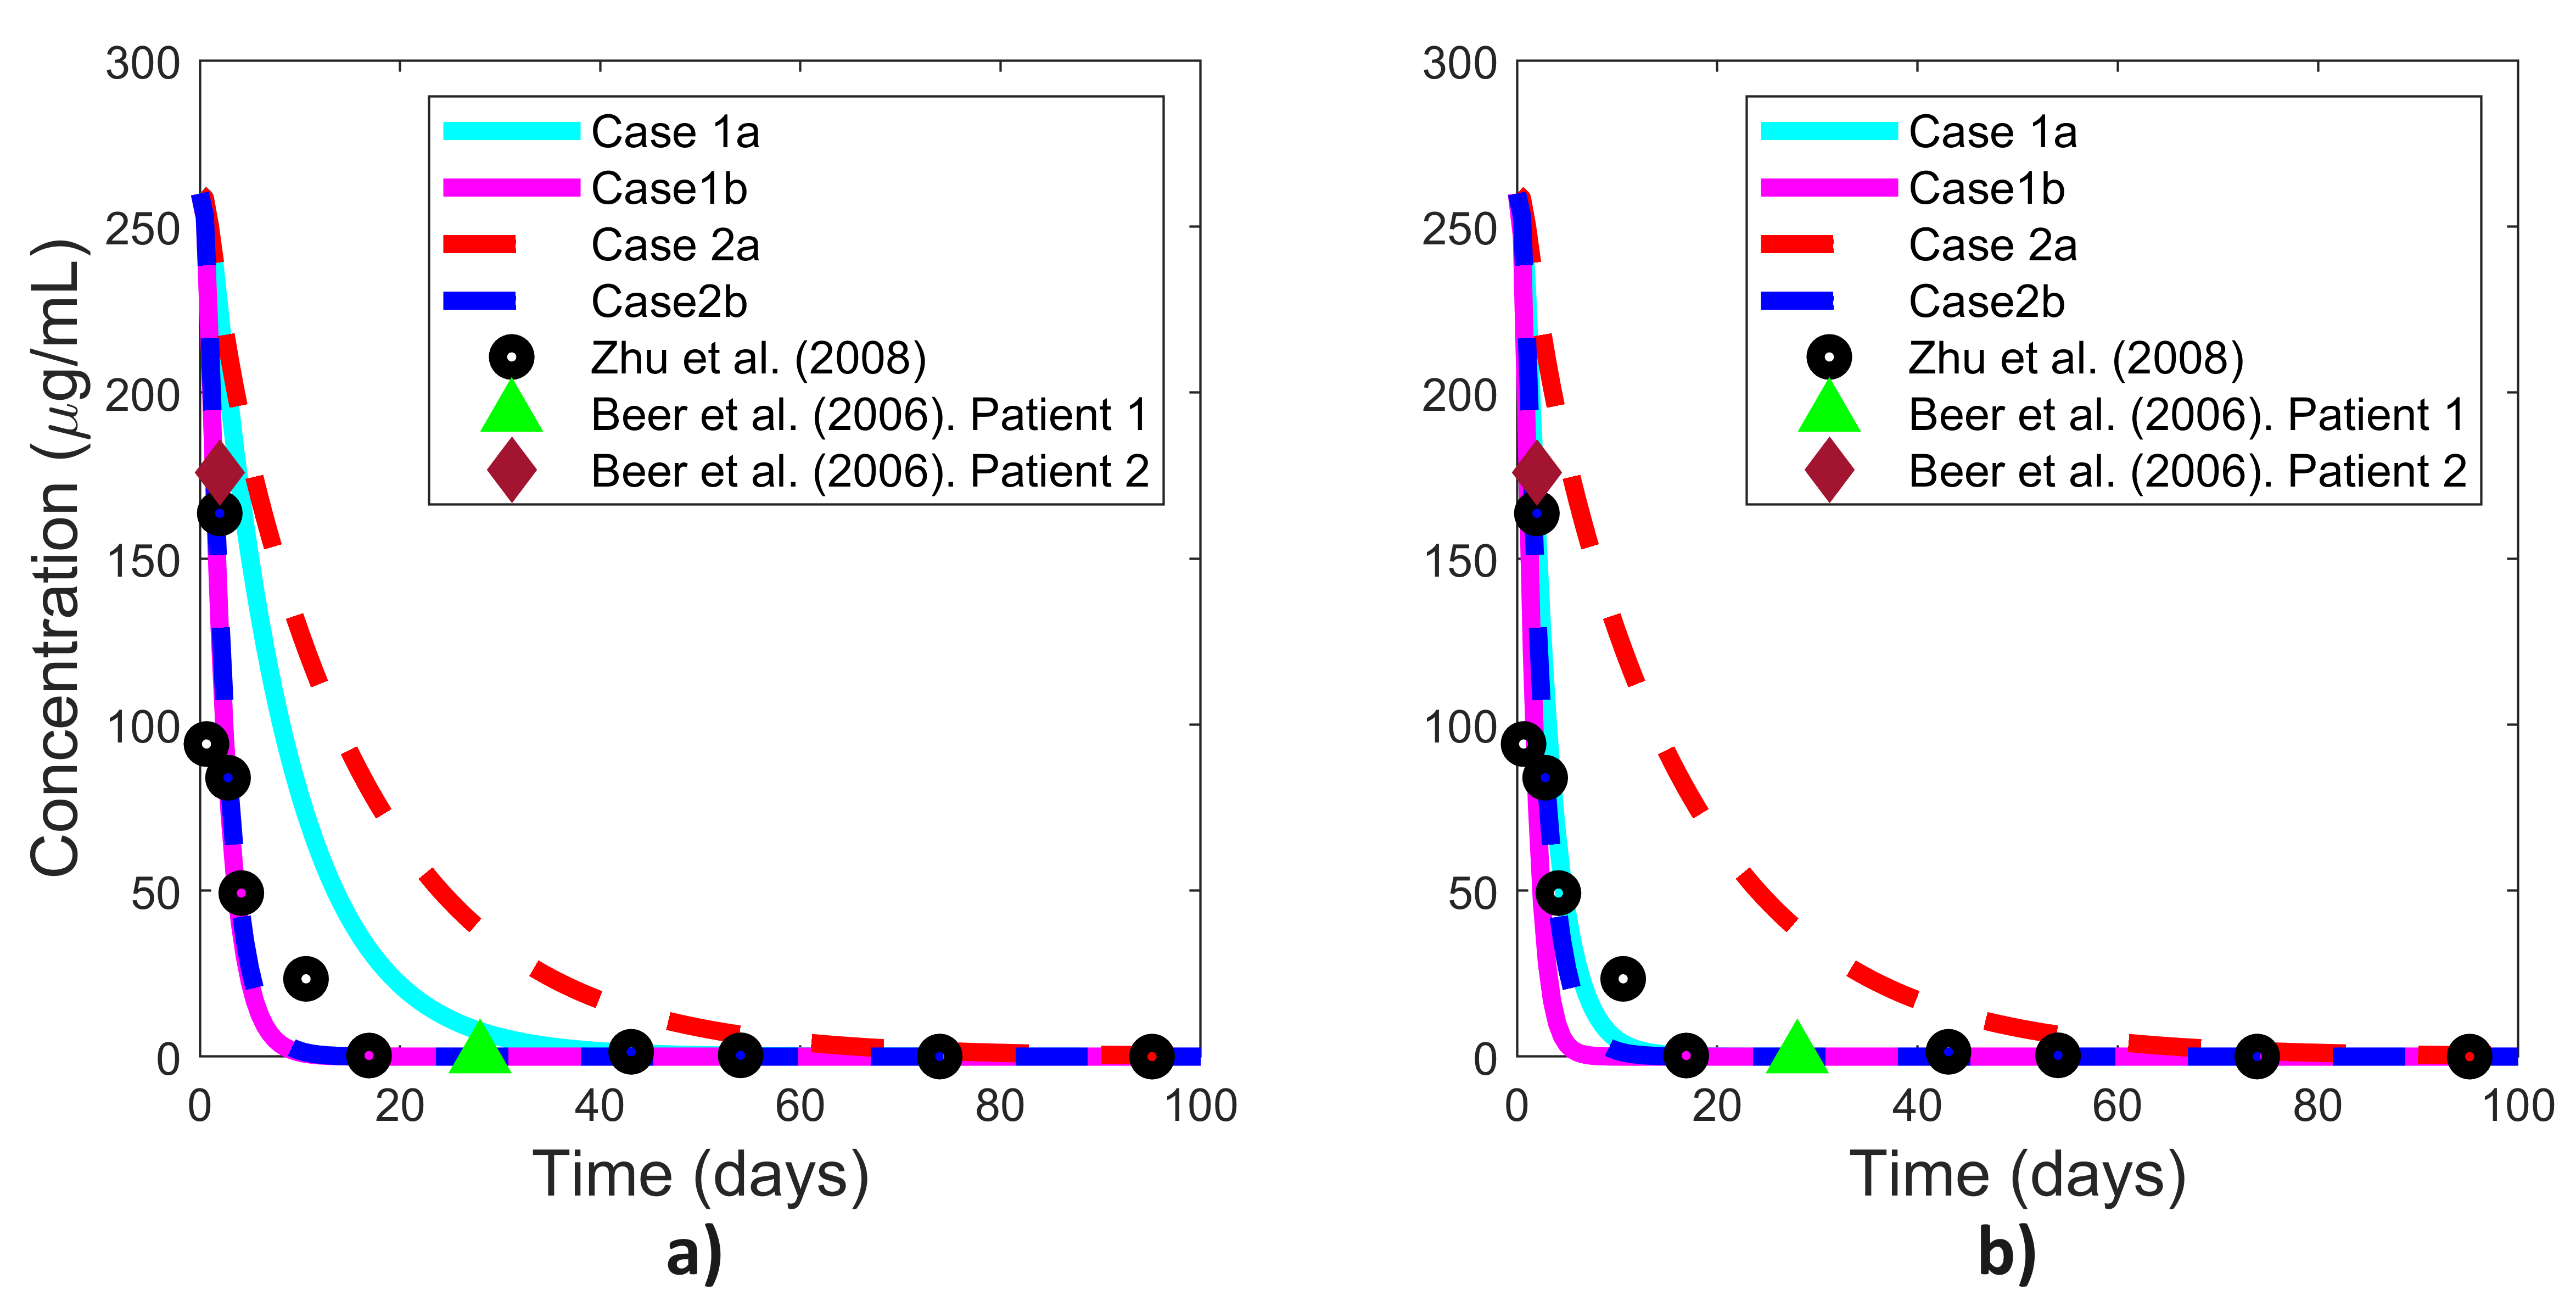 300
250
200
150
100
50
0
0 20 40 60 80 100
Concentration (μg/mL)
Time (days)
Case 1a
Case1b
Case 2a
Case2b
Zhu et al. (2008)
Beer et al. (2006). Patient 1
Beer et al. (2006). Patient 2
a)
300
250
200
150
100
50
0
0 20 40 60 80 100
Time (days)
Case 1a
Case1b
Case 2a
Case2b
Zhu et al. (2008)
Beer et al. (2006). Patient 1
Beer et al. (2006). Patient 2
b)